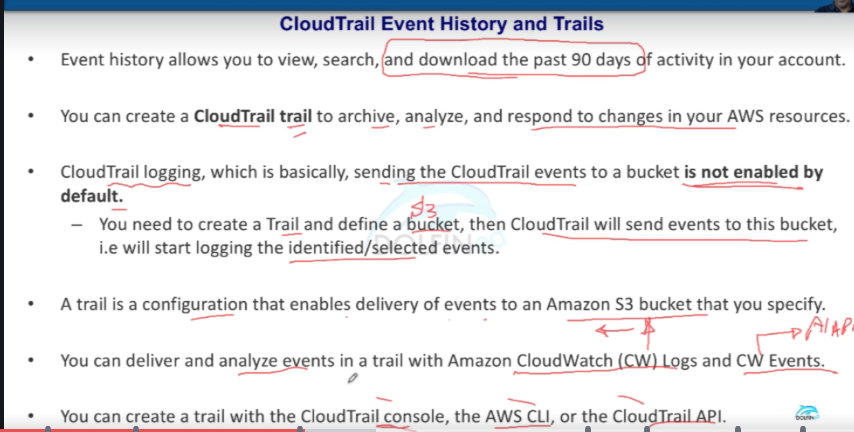 CloudTrail Event History and Trails
• Event history allows you to view, search, and download the past 90 days of activity in your account.
• You can create a CloudTrail trail to archive, analyze, and respond to changes in your AWS resources.
• CloudTrail logging, which is basically, sending the CloudTrail events to a bucket is not enabled by
default.
S3
– You need to create a Trail and define a bucket, then CloudTrail will send events to this bucket,
i.e will start logging the identified/selected events.
• A trail is a configuration that enables delivery of events to an Amazon S3 bucket that you specify.
• You can deliver and analyze events in a trail with Amazon CloudWatch (CW) Logs and CW Events.
• You can create a trail with the CloudTrail console, the AWS CLI, or the CloudTrail API.